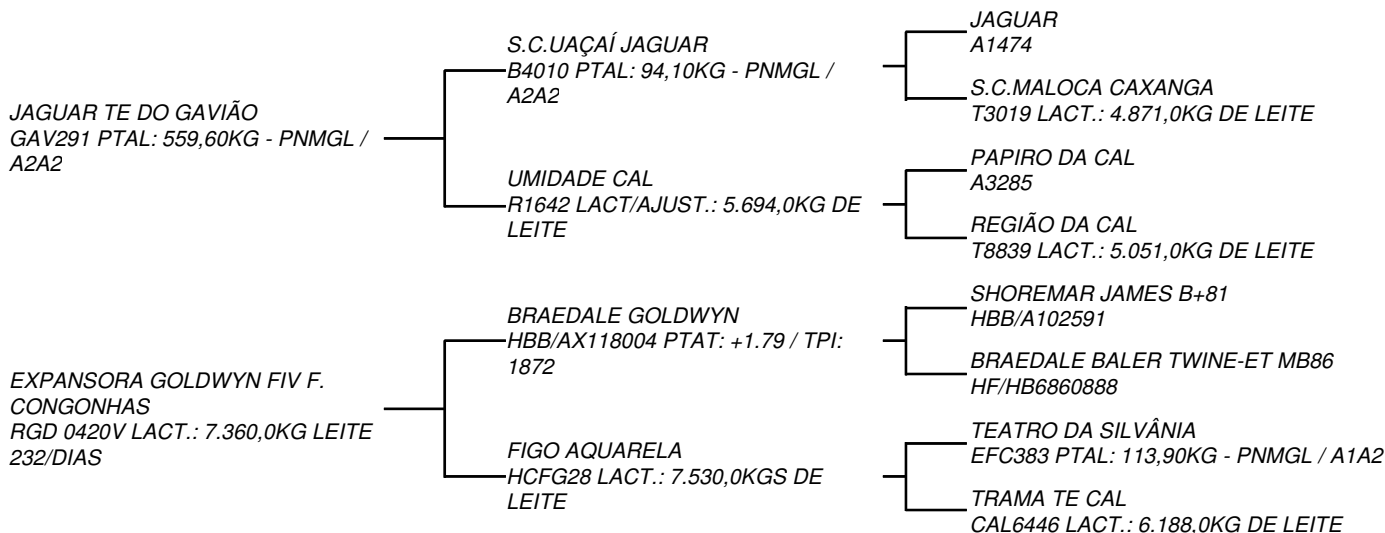 JAGUAR TE DO GAVIÃO
GAV291 PTAL: 559,60KG - PNMGL /
A2A2
S.C.UAÇAÍ JAGUAR
B4010 PTAL: 94,10KG - PNMGL /
A2A2
JAGUAR
A1474
S.C.MALOCA CAXANGA
T3019 LACT.: 4.871,0KG DE LEITE
UMIDADE CAL
R1642 LACT/AJUST.: 5.694,0KG DE
LEITE
PAPIRO DA CAL
A3285
REGIÃO DA CAL
T8839 LACT.: 5.051,0KG DE LEITE
EXPANSORA GOLDWYN FIV F.
CONGONHAS
RGD 0420V LACT.: 7.360,0KG LEITE
232/DIAS
BRAEDALE GOLDWYN
HBB/AX118004 PTAT: +1.79 / TPI:
1872
SHOREMAR JAMES B+81
HBB/A102591
BRAEDALE BALER TWINE-ET MB86
HF/HB6860888
FIGO AQUARELA
HCFG28 LACT.: 7.530,0KGS DE
LEITE
TEATRO DA SILVÂNIA
EFC383 PTAL: 113,90KG - PNMGL / A1A2
TRAMA TE CAL
CAL6446 LACT.: 6.188,0KG DE LEITE